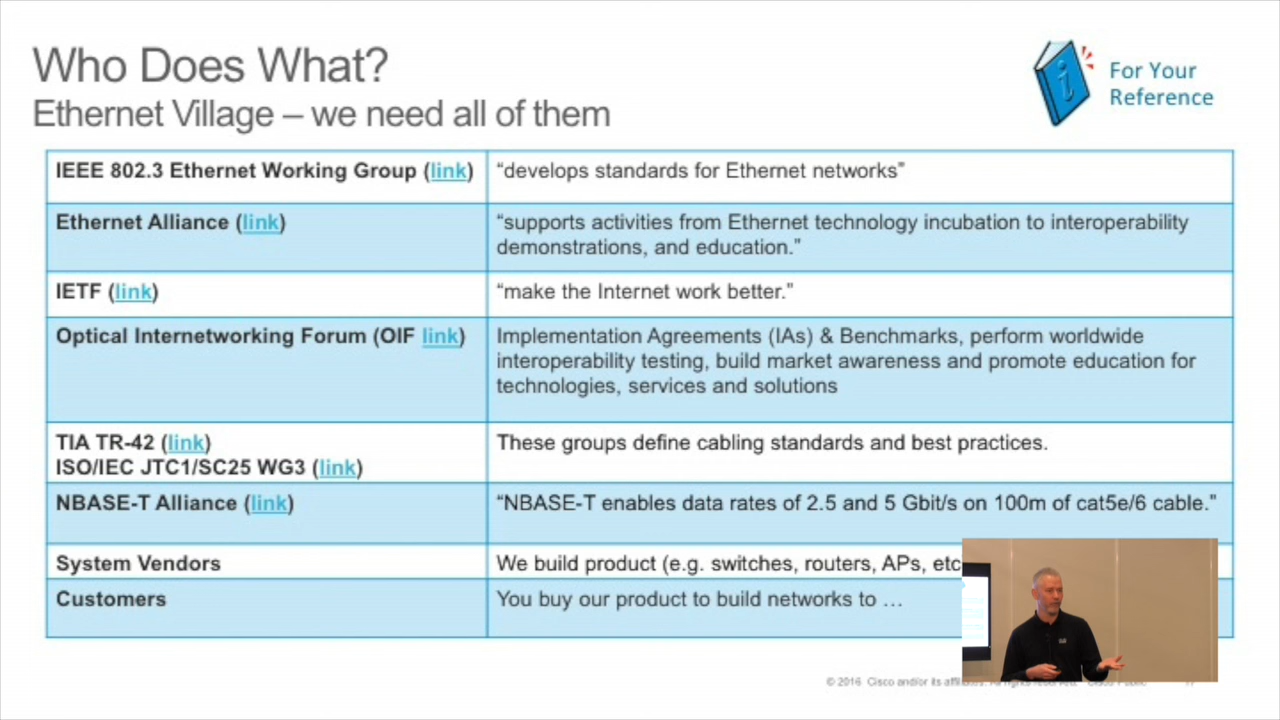 Who Does What?
Ethernet Village – we need all of them
For Your
Reference
IEEE 802.3 Ethernet Working Group (link)
“develops standards for Ethernet networks”
Ethernet Alliance (link)
“supports activities from Ethernet technology incubation to interoperability
demonstrations, and education.”
IETF (link)
“make the Internet work better.”
Optical Internetworking Forum (OIF link)
Implementation Agreements (IAs) & Benchmarks, perform worldwide
interoperability testing, build market awareness and promote education for
technologies, services and solutions
TIA TR-42 (link)
ISO/IEC JTC1/SC25 WG3 (link)
These groups define cabling standards and best practices.
NBASE-T Alliance (link)
“NBASE-T enables data rates of 2.5 and 5 Gbit/s on 100m of cat5e/6 cable.”
System Vendors
We build product (e.g. switches, routers, APs, etc
Customers
You buy our product to build networks to …
© 2016 Cisco and/or its